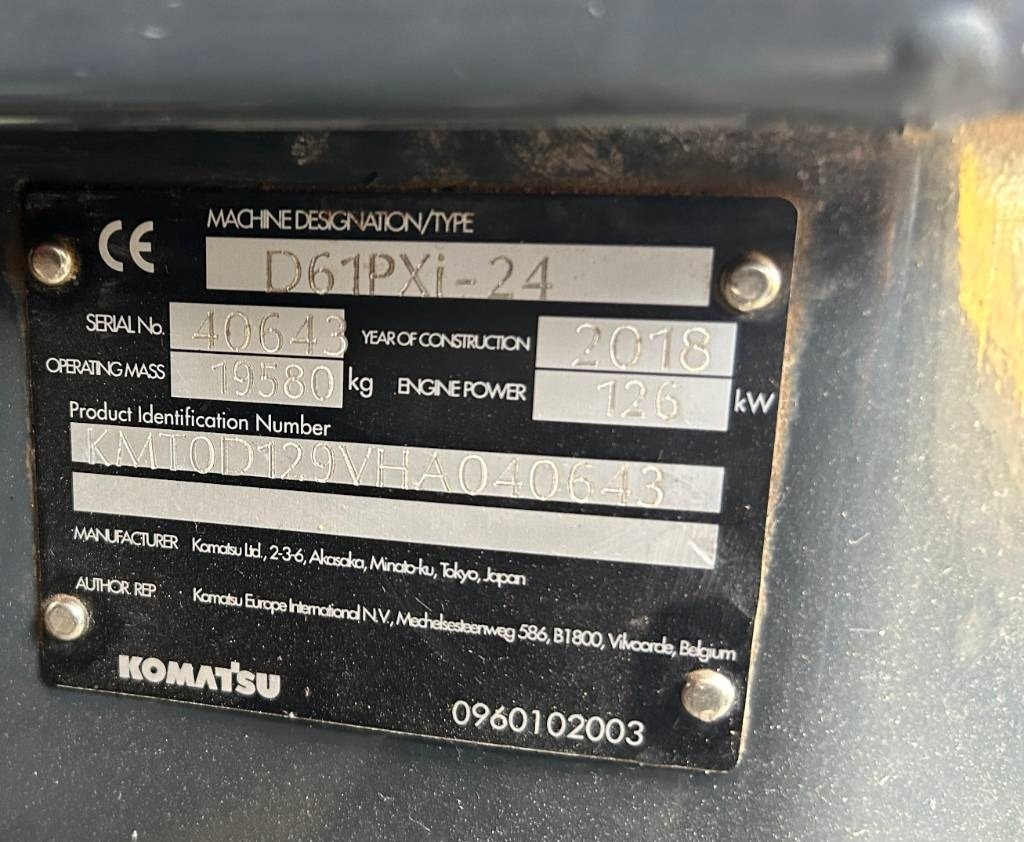 CE
MACHINE DESIGNATION/TYPE
D61PXi-24
SERIAL No. 40643 YEAR OF CONSTRUCTION 2018
OPERATING MASS 19580 kg ENGINE POWER 126 kW
Product Identification Number
KMT0D129VHA040643
MANUFACTURER Komatsu Ltd., 2-3-6, Akasaka, Minato-ku, Tokyo, Japan
AUTHOR. REP Komatsu Europe International N.V., Mechelsesteenweg 586, B1800, Vilvoorde, Belgium
KOMATSU
0960102003